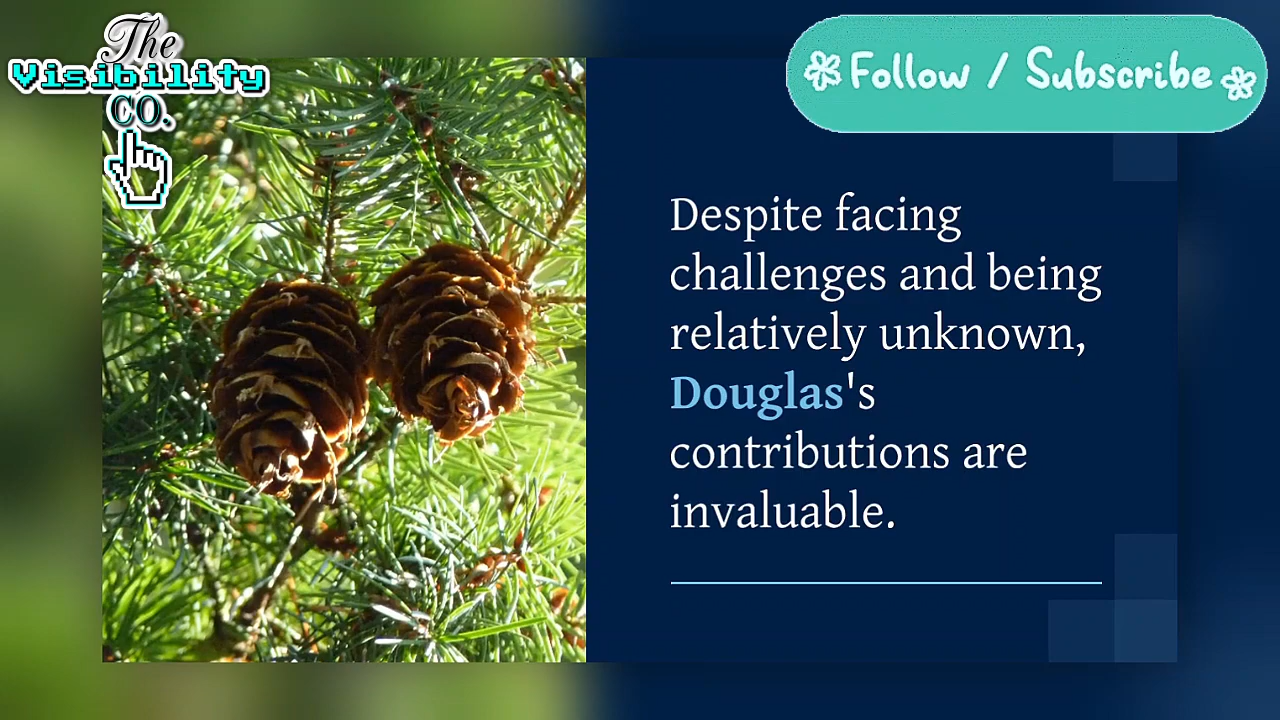 The
Visibility
CO.
Follow / Subscribe
Despite facing
challenges and being
relatively unknown,
Douglas's
contributions are
invaluable.